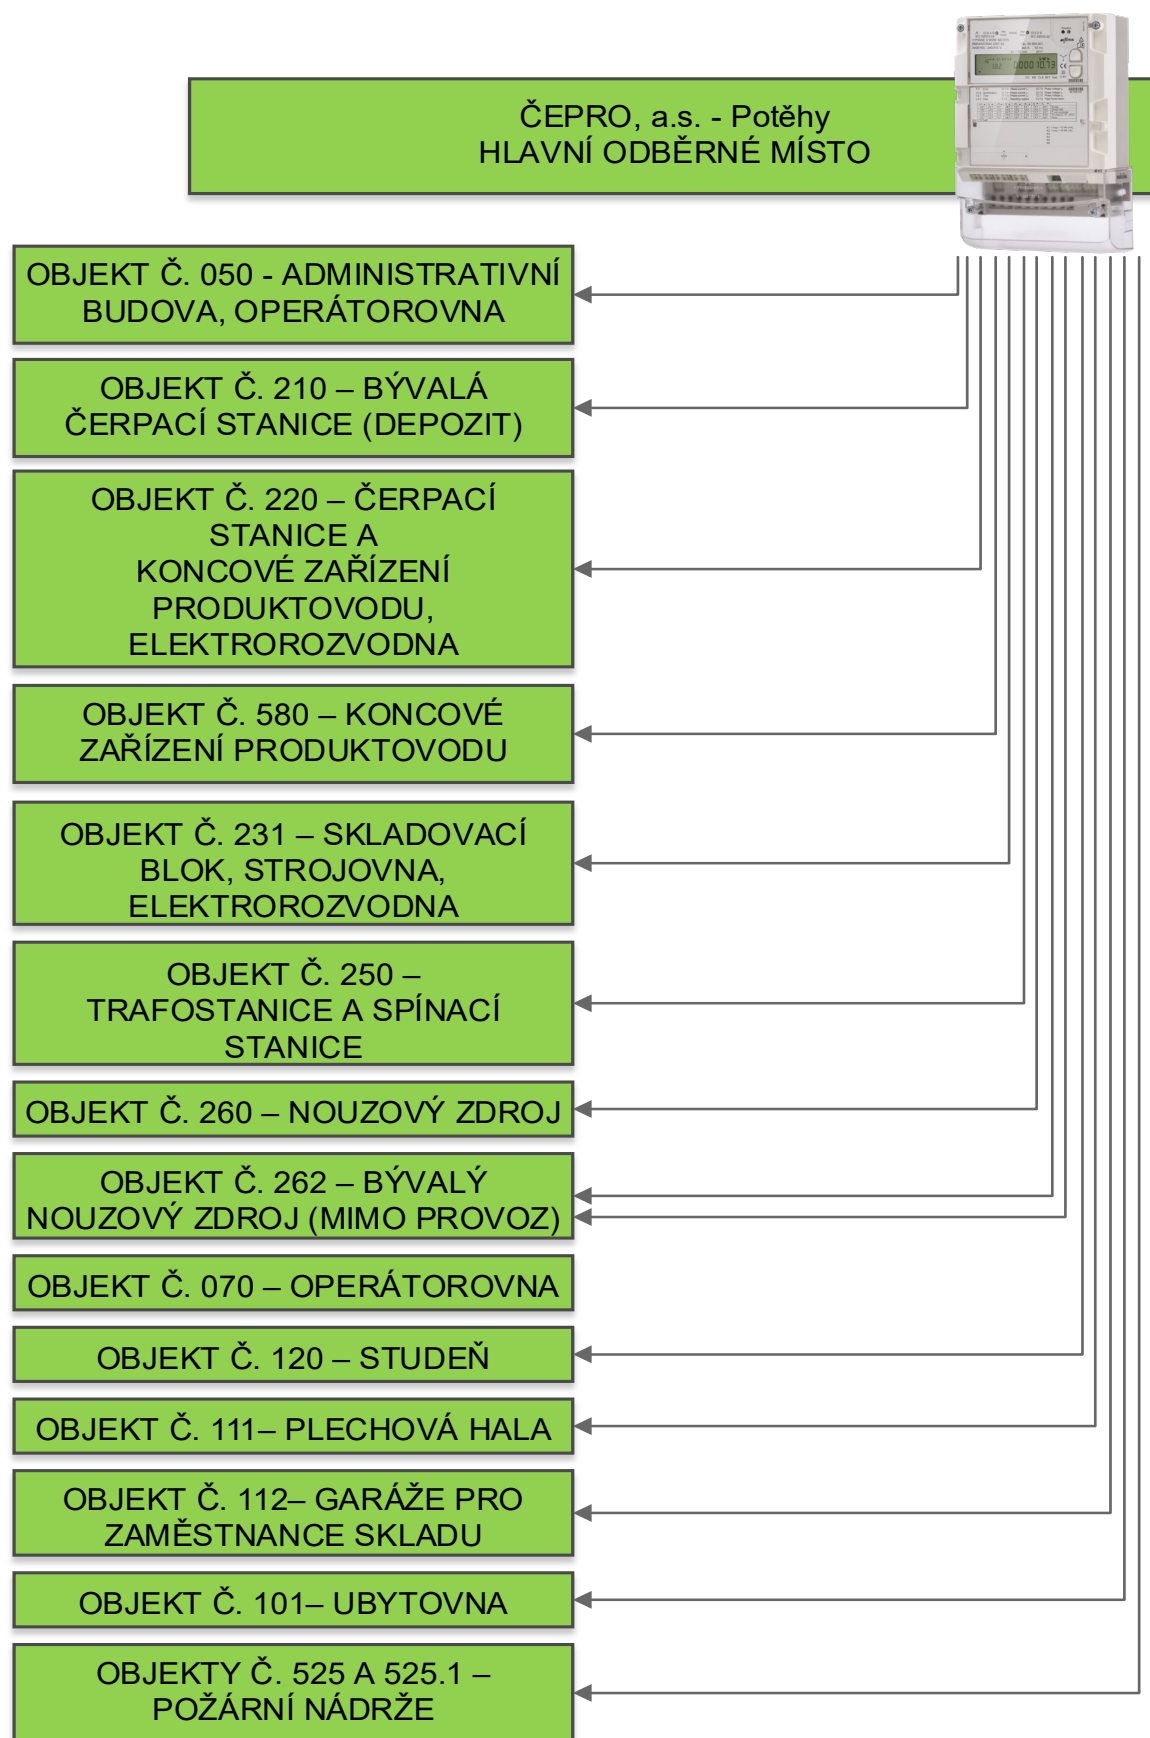 ČEPRO, a.s. - Potěhy
HLAVNÍ ODBĚRNÉ MÍSTO
0000 10.73
OBJEKT Č. 050 - ADMINISTRATIVNÍ
BUDOVA, OPERÁTOROVNA
OBJEKT Č. 210 – BÝVALÁ
ČERPACÍ STANICE (DEPOZIT)
OBJEKT Č. 220 – ČERPACÍ
STANICE A
KONCOVÉ ZAŘÍZENÍ
PRODUKTOVODU,
ELEKTROROZVODNA
OBJEKT Č. 580 – KONCOVÉ
ZAŘÍZENÍ PRODUKTOVODU
OBJEKT Č. 231 – SKLADOVACÍ
BLOK, STROJOVNA,
ELEKTROROZVODNA
OBJEKT Č. 250 –
TRAFOSTANICE A SPÍNACÍ
STANICE
OBJEKT Č. 260 – NOUZOVÝ ZDROJ
OBJEKT Č. 262 – BÝVALÝ
NOUZOVÝ ZDROJ (MIMO PROVOZ)
OBJEKT Č. 070 – OPERÁTOROVNA
OBJEKT Č. 120 – STUDEŇ
OBJEKT Č. 111– PLECHOVÁ HALA
OBJEKT Č. 112– GARÁŽE PRO
ZAMĚSTNANCE SKLADU
OBJEKT Č. 101– UBYTOVNA
OBJEKTY Č. 525 A 525.1 –
POŽÁRNÍ NÁDRŽE